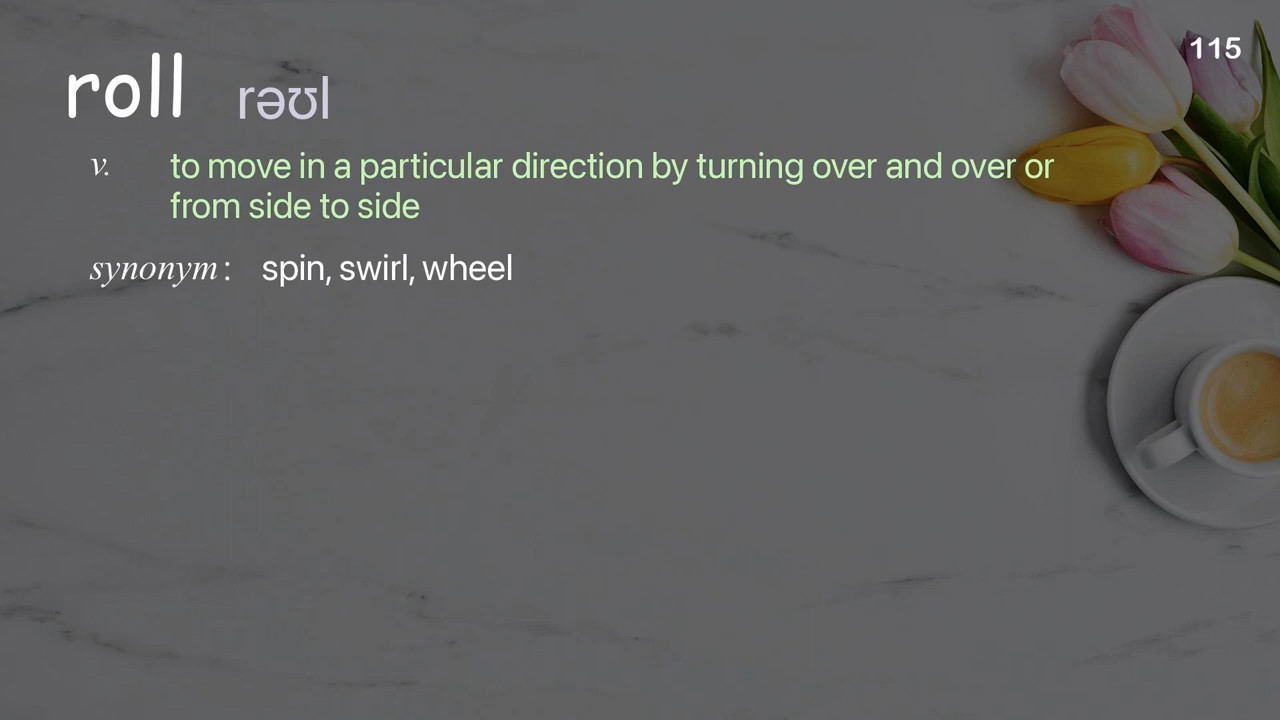 115
roll rəʊl
v. to move in a particular direction by turning over and over or
from side to side
synonym: spin, swirl, wheel